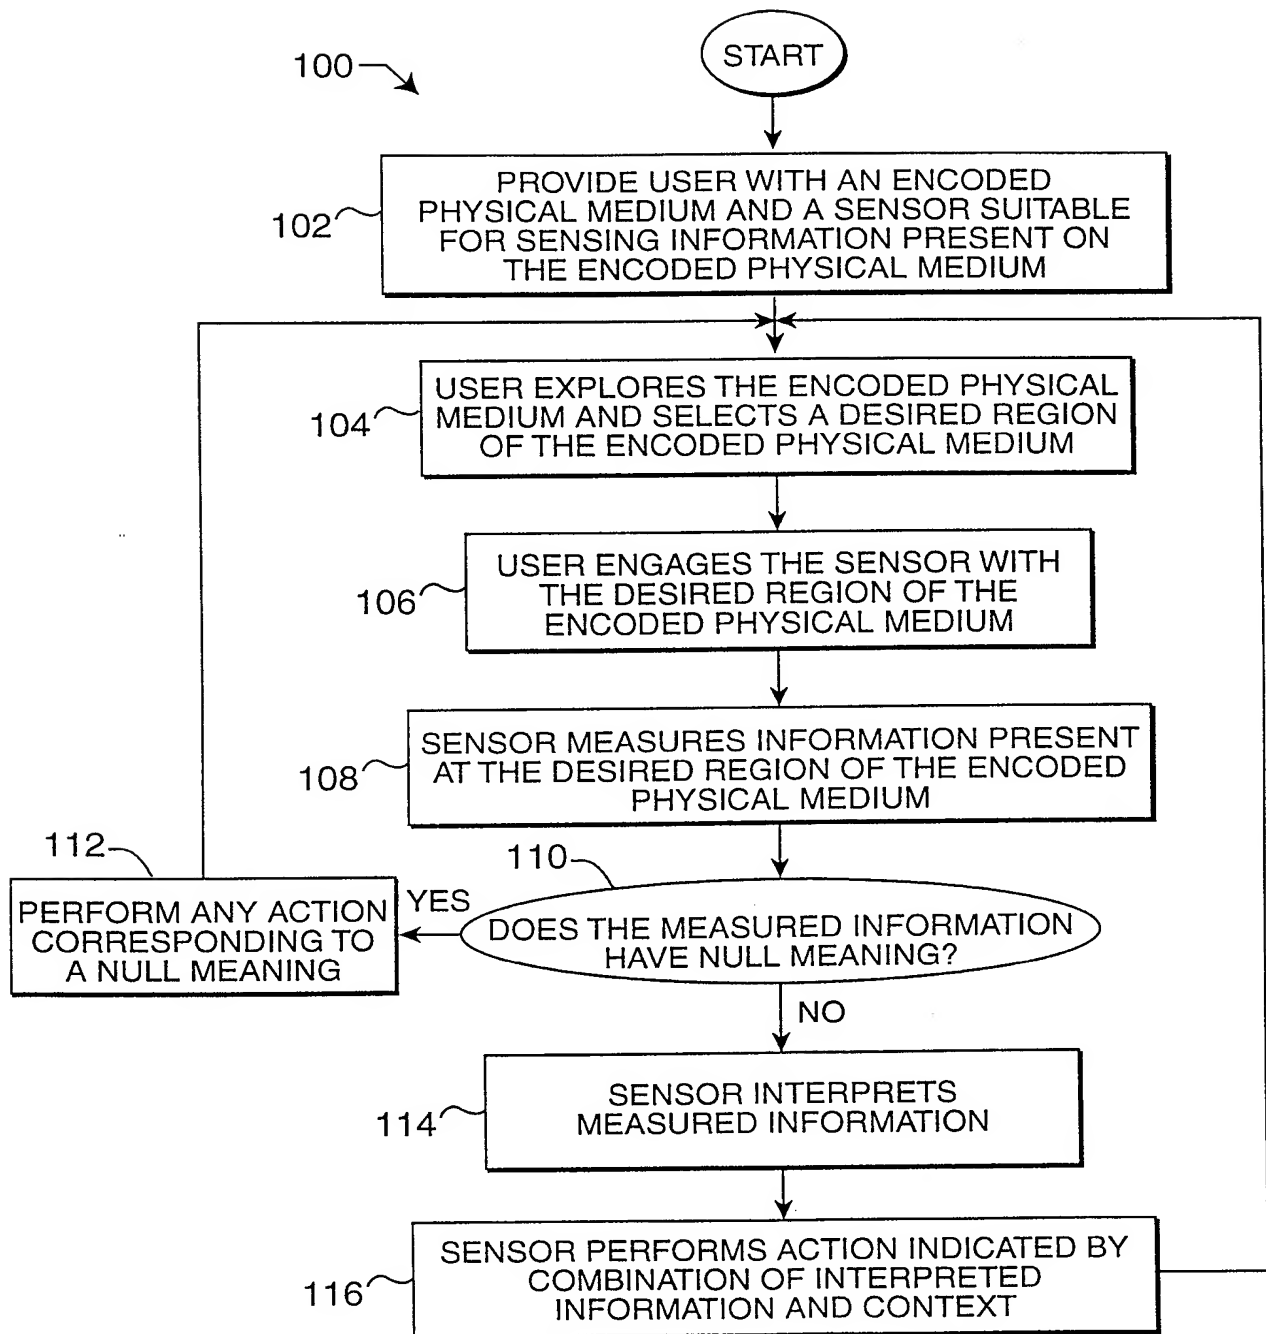 START
100
PROVIDE USER WITH AN ENCODED
PHYSICAL MEDIUM AND A SENSOR SUITABLE
FOR SENSING INFORMATION PRESENT ON
THE ENCODED PHYSICAL MEDIUM
102
USER EXPLORES THE ENCODED PHYSICAL
MEDIUM AND SELECTS A DESIRED REGION
OF THE ENCODED PHYSICAL MEDIUM
104
USER ENGAGES THE SENSOR WITH
THE DESIRED REGION OF THE
ENCODED PHYSICAL MEDIUM
106
SENSOR MEASURES INFORMATION PRESENT
AT THE DESIRED REGION OF THE ENCODED
PHYSICAL MEDIUM
108
110
DOES THE MEASURED INFORMATION
HAVE NULL MEANING?
YES
112
PERFORM ANY ACTION
CORRESPONDING TO
A NULL MEANING
NO
SENSOR INTERPRETS
MEASURED INFORMATION
114
SENSOR PERFORMS ACTION INDICATED BY
COMBINATION OF INTERPRETED
INFORMATION AND CONTEXT
116